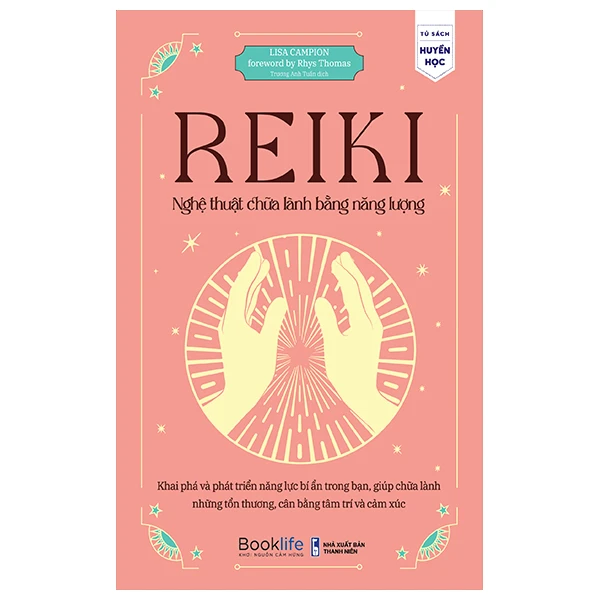 LISA CAMPION
foreword by Rhys Thomas
Trương Anh Tuấn dịch
TỦ SÁCH
HUYỀN
HỌC
REIKI
Nghệ thuật chữa lành bằng năng lượng
Khai phá và phát triển năng lực bí ẩn trong bạn, giúp chữa lành
những tổn thương, cân bằng tâm trí và cảm xúc
Booklife
KHƠI NGUỒN CẢM HỨNG
NHÀ XUẤT BẢN
THANH NIÊN